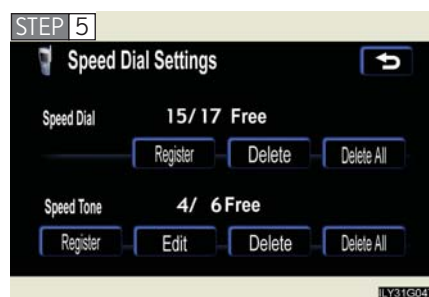 STEP 5
Speed Dial Settings
Speed Dial 15/17 Free
Register Delete Delete All
Speed Tone 4/ 6 Free
Register Edit Delete Delete All
ILY31G04